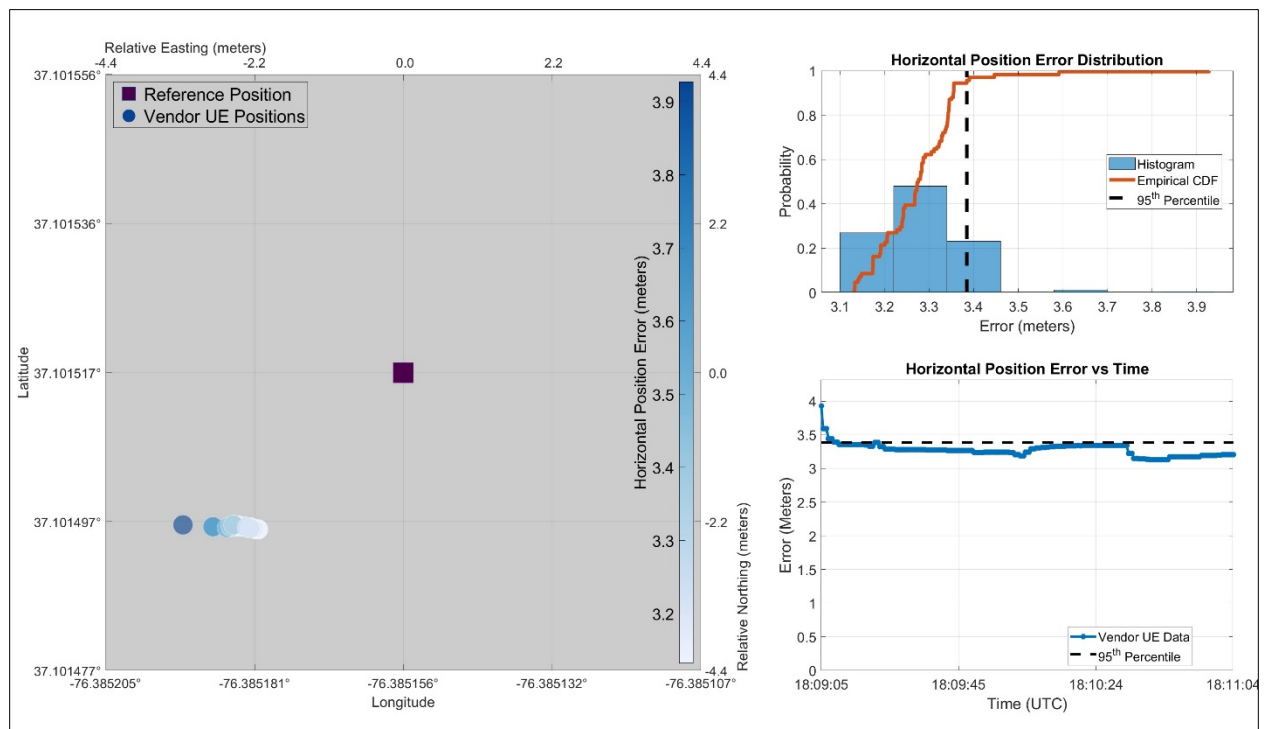 Relative Easting (meters)
-4.4 -2.2 0.0 2.2 4.4
37.101556°
37.101536°
37.101517°
37.101497°
37.101477°
Latitude
Reference Position
Vendor UE Positions
3.9
3.8
3.7
3.6
3.5
3.4
3.3
3.2
Horizontal Position Error (meters)
4.4
2.2
0.0
-2.2
-4.4
Relative Northing (meters)
-76.385205° -76.385181° -76.385156° -76.385132° -76.385107°
Longitude
Horizontal Position Error Distribution
1
0.8
0.6
0.4
0.2
0
Probability
Histogram
Empirical CDF
95th Percentile
3.1 3.2 3.3 3.4 3.5 3.6 3.7 3.8 3.9
Error (meters)
Horizontal Position Error vs Time
4
3.5
3
2.5
2
1.5
1
0.5
0
Error (Meters)
Vendor UE Data
95th Percentile
18:09:05 18:09:45 18:10:24 18:11:04
Time (UTC)